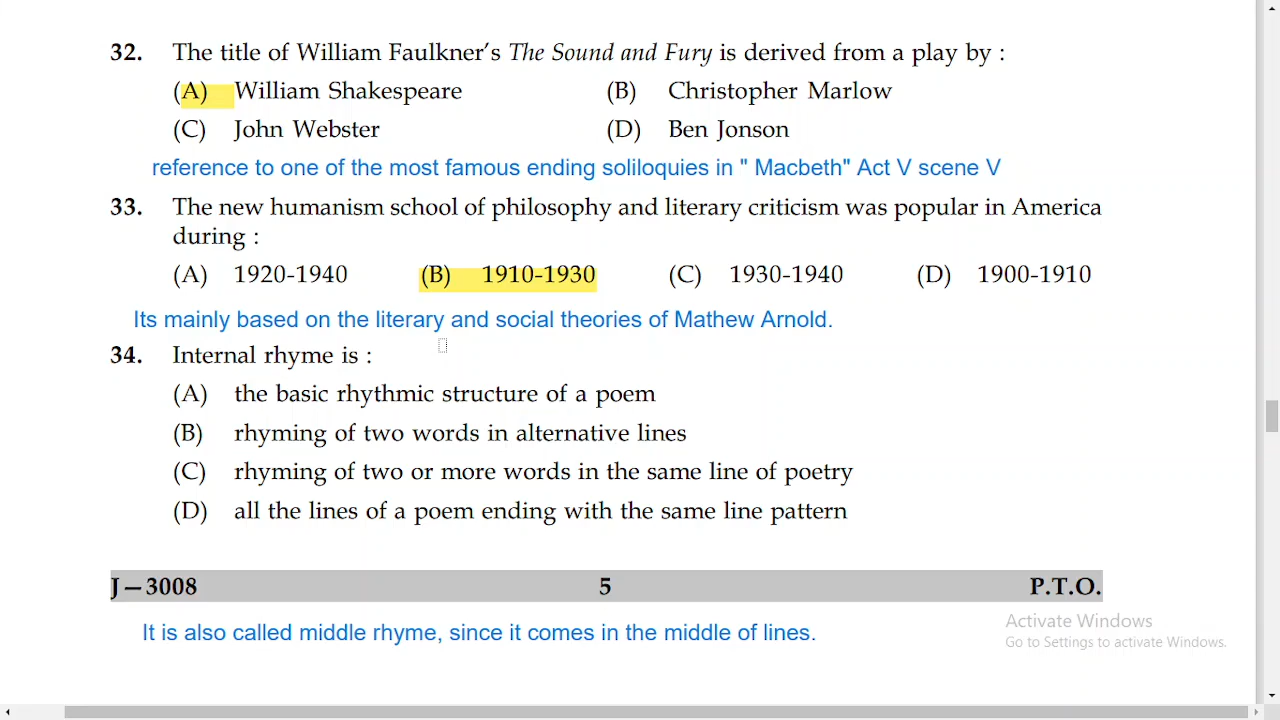 32. The title of William Faulkner's The Sound and Fury is derived from a play by :
(A) William Shakespeare (B) Christopher Marlow
(C) John Webster (D) Ben Jonson
reference to one of the most famous ending soliloquies in " Macbeth" Act V scene V
33. The new humanism school of philosophy and literary criticism was popular in America
during :
(A) 1920-1940 (B) 1910-1930 (C) 1930-1940 (D) 1900-1910
Its mainly based on the literary and social theories of Mathew Arnold.
34. Internal rhyme is :
(A) the basic rhythmic structure of a poem
(B) rhyming of two words in alternative lines
(C) rhyming of two or more words in the same line of poetry
(D) all the lines of a poem ending with the same line pattern
J—3008 5 P.T.O.
It is also called middle rhyme, since it comes in the middle of lines.
Activate Windows
Go to Settings to activate Windows.